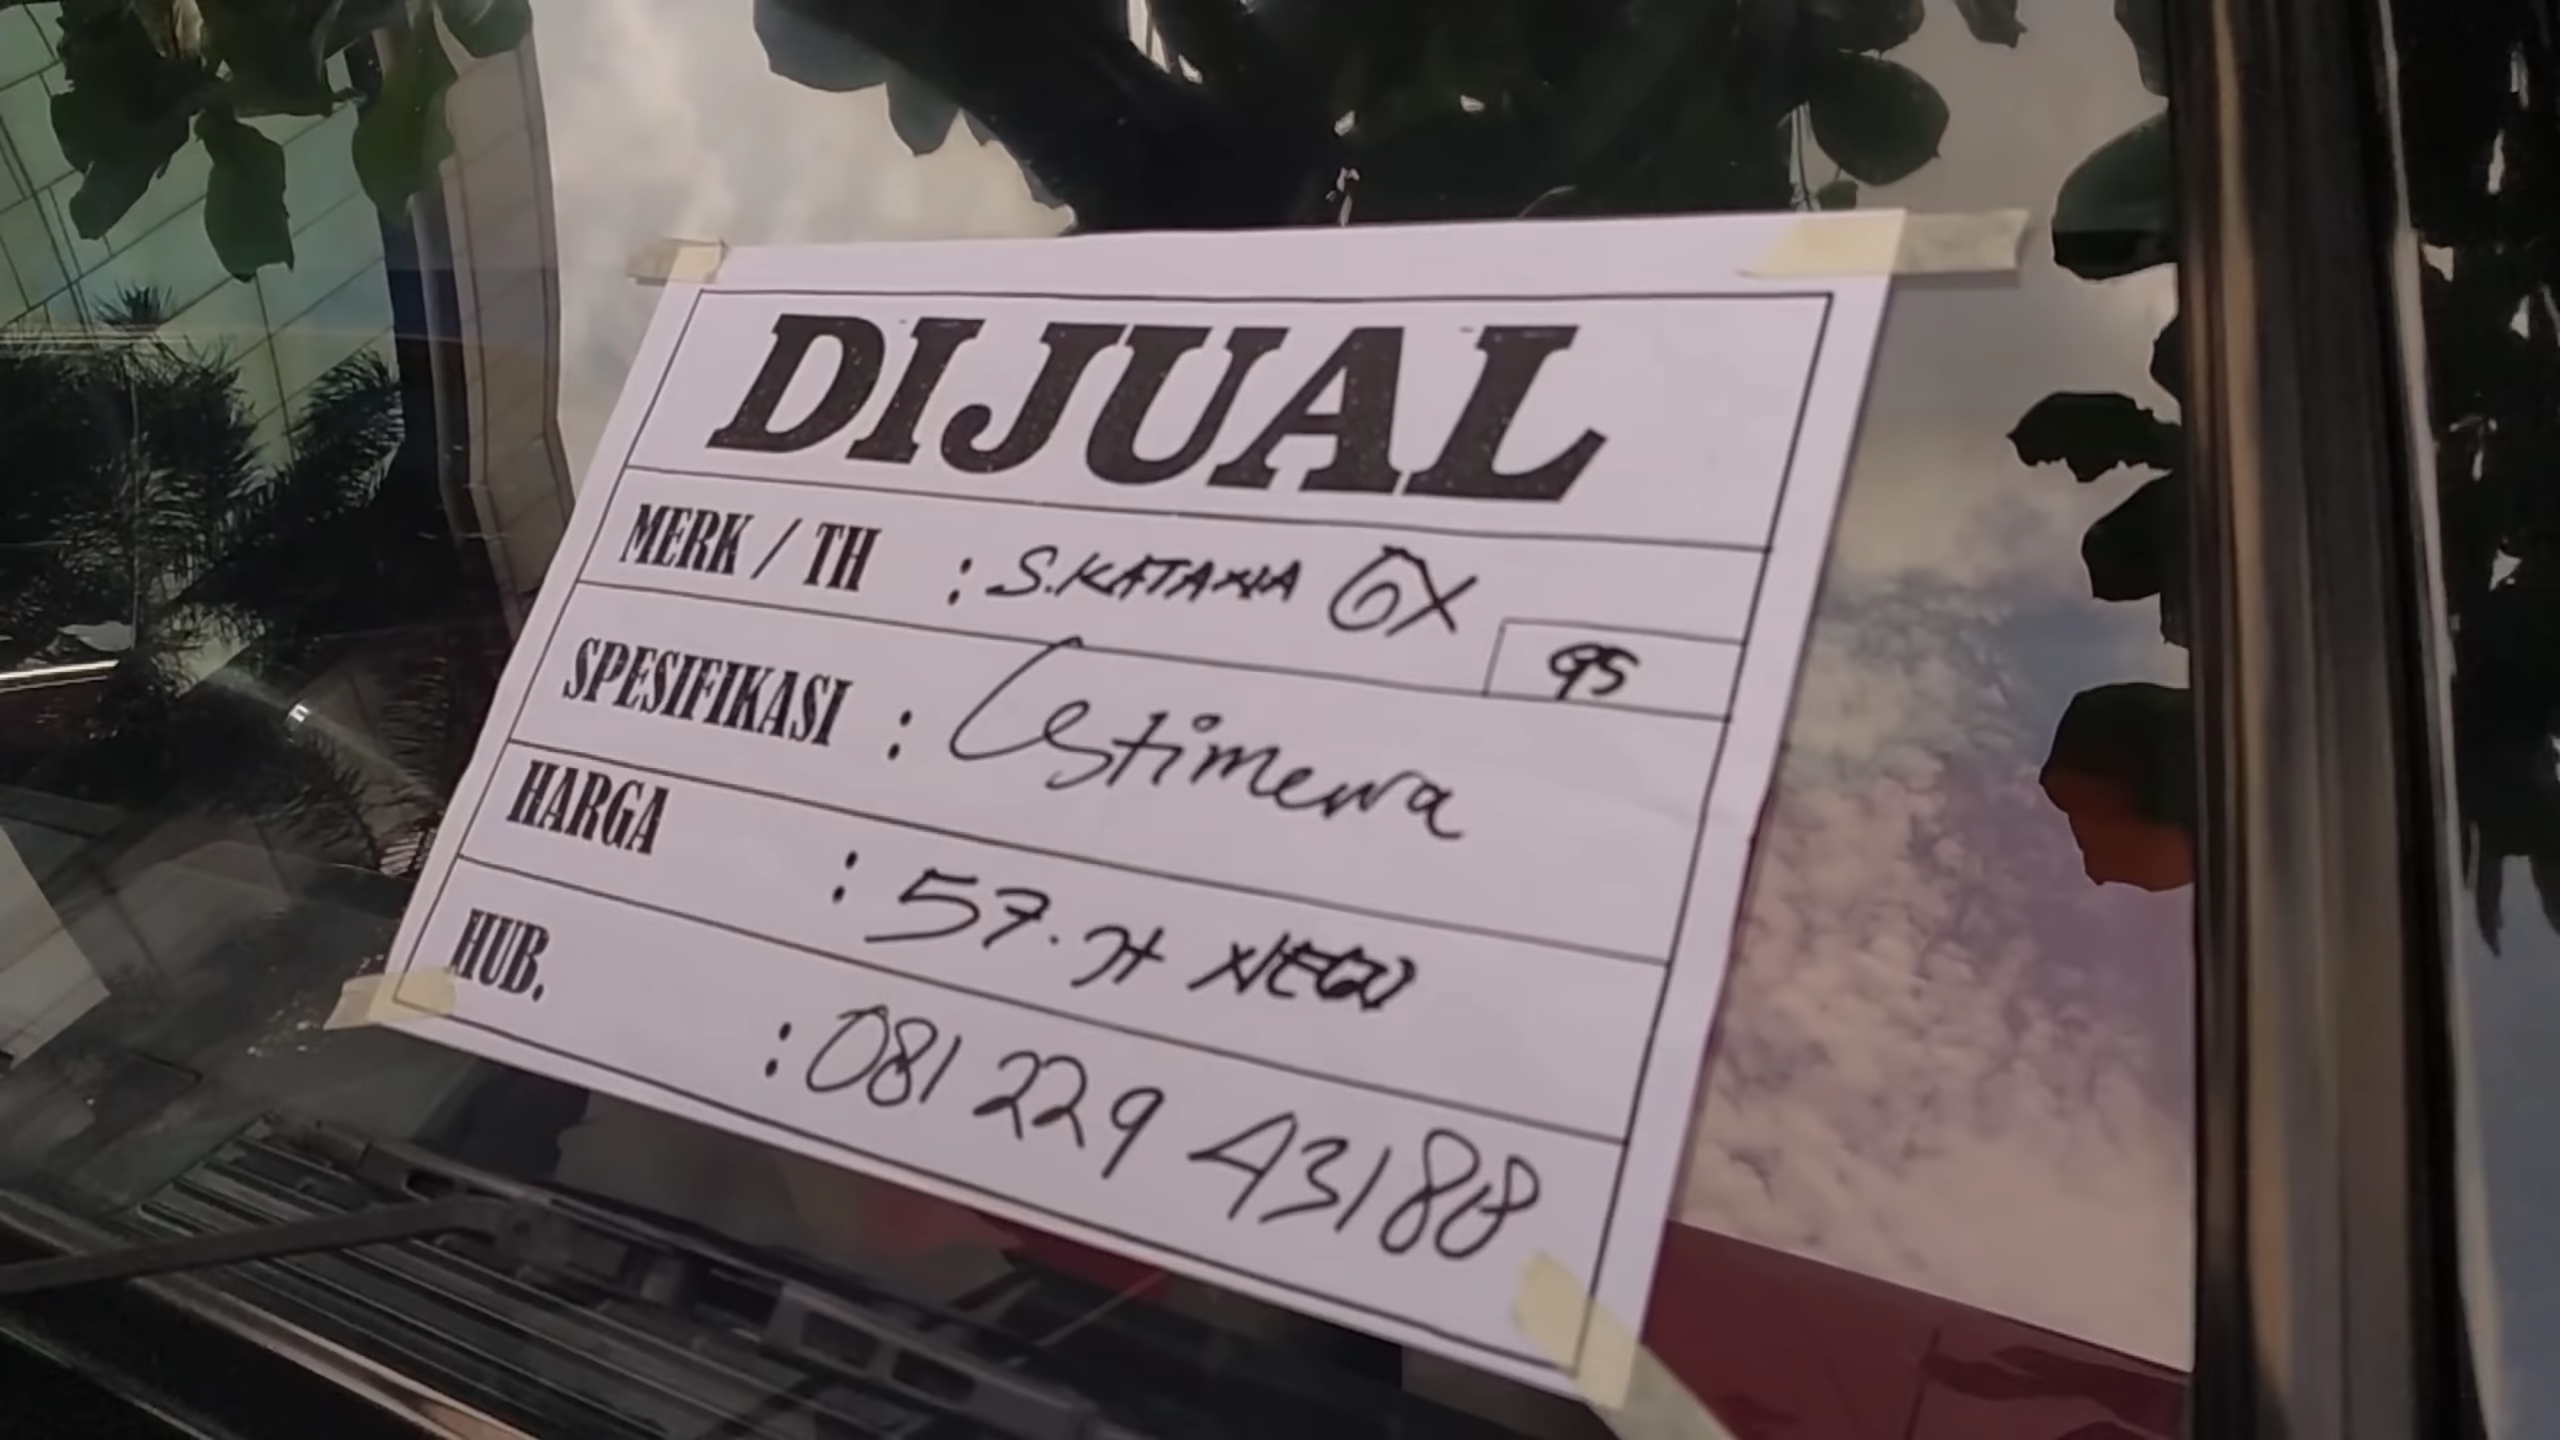 DIJUAL
MERK / TH : S.KATANA GX
95
SPESIFIKASI : Istimewa
HARGA : 57.Jt NEGO
HUB. : 081 229 43188